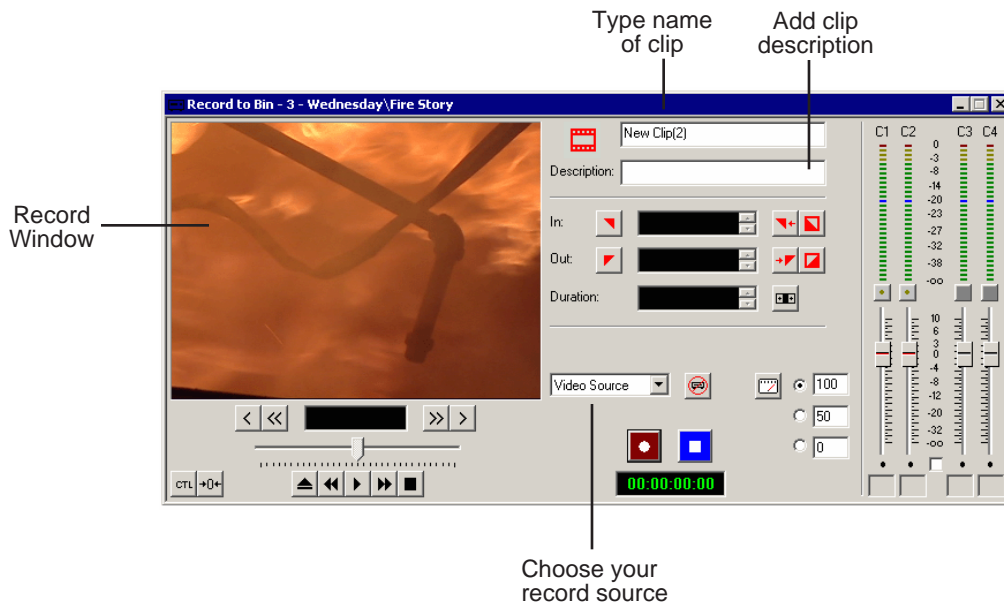 Type name
of clip
Add clip
description
Record to Bin - 3 - Wednesday\Fire Story
Record
Window
New Clip(2)
Description:
In:
Out:
Duration:
Video Source
100
50
0
CTL
→0←
00:00:00:00
C1 C2 C3 C4
0
-3
-8
-14
-20
-23
-27
-32
-38
-oo
10
6
3
0
-4
-8
-12
-20
-32
-oo
Choose your
record source